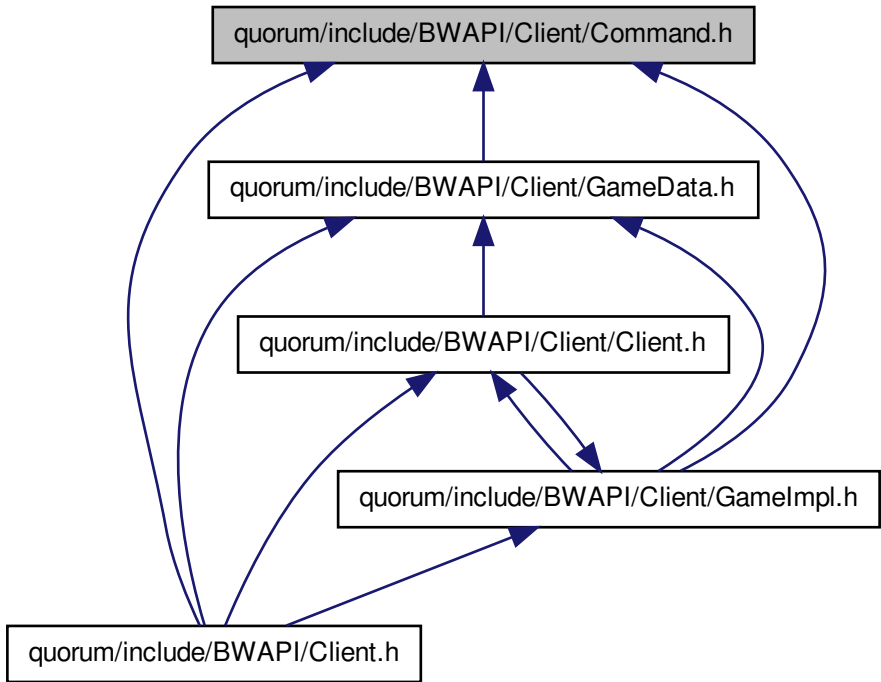 quorum/include/BWAPI/Client/Command.h
quorum/include/BWAPI/Client/GameData.h
quorum/include/BWAPI/Client/Client.h
quorum/include/BWAPI/Client/GameImpl.h
quorum/include/BWAPI/Client.h